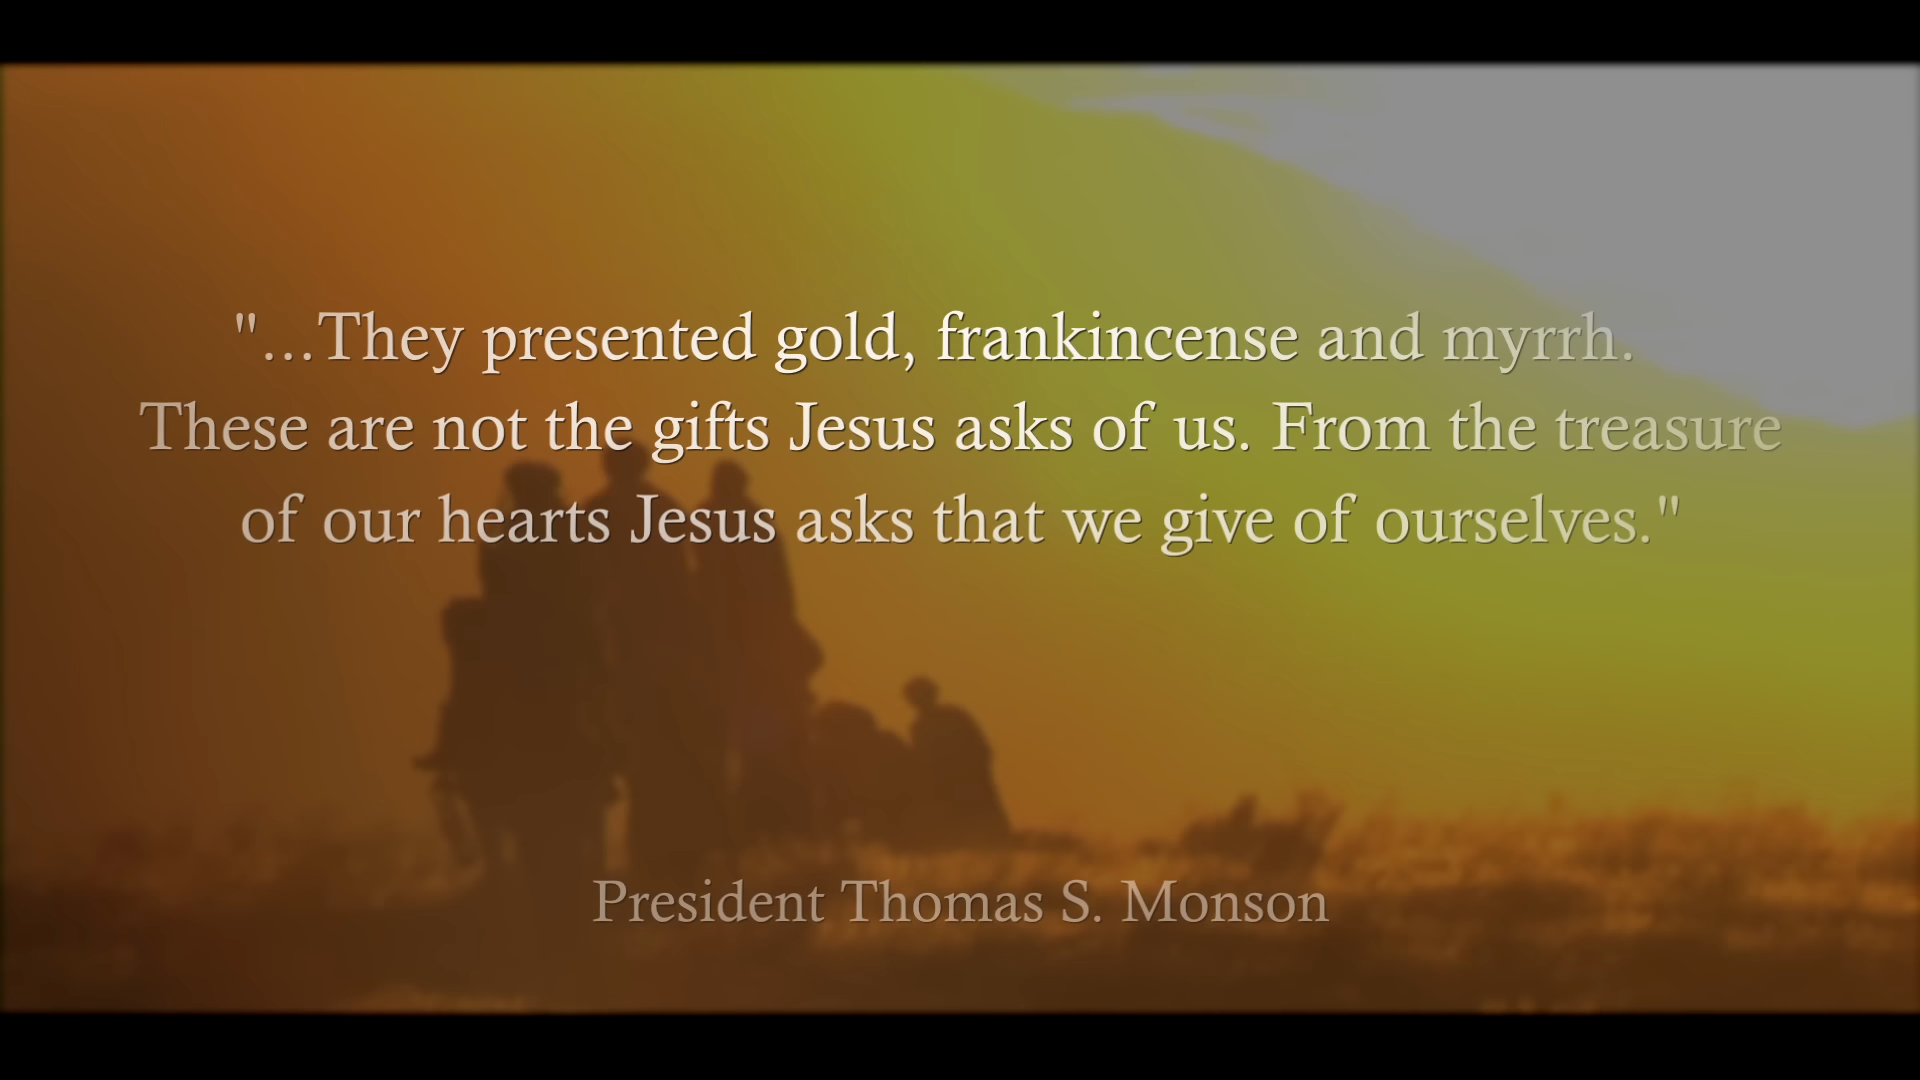 "...They presented gold, frankincense and myrrh.
These are not the gifts Jesus asks of us. From the treasure
of our hearts Jesus asks that we give of ourselves."
President Thomas S. Monson